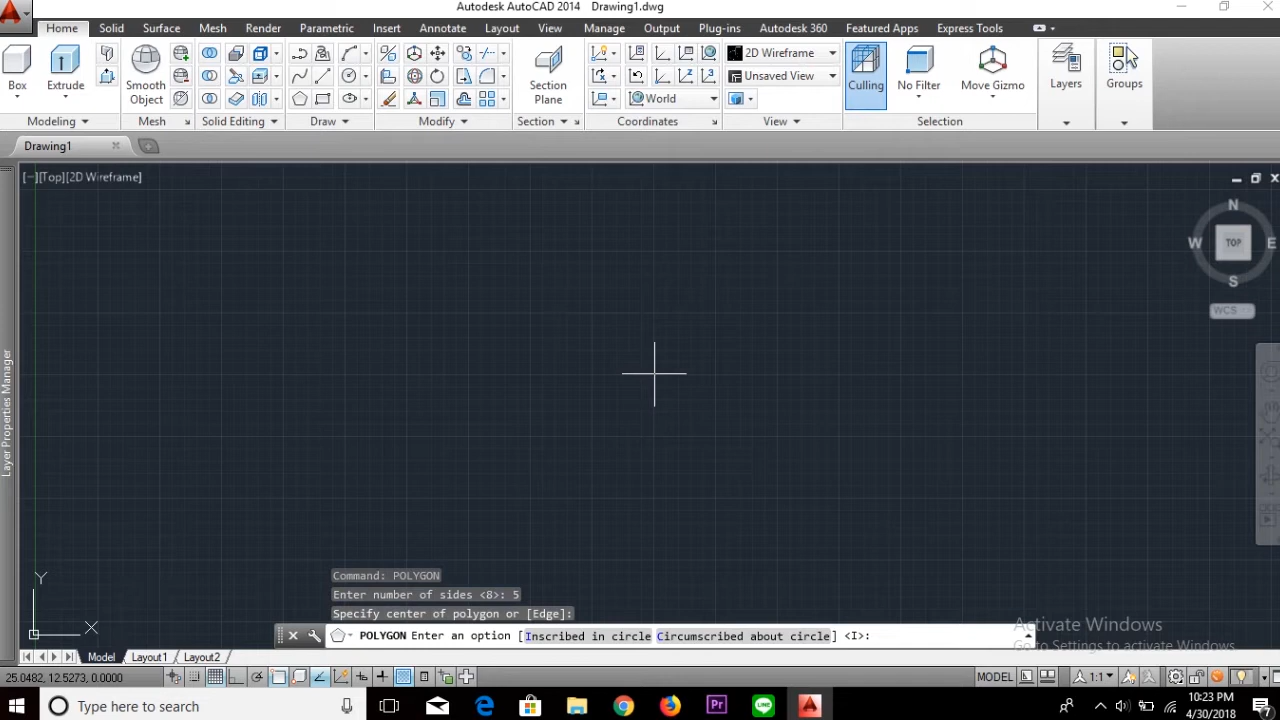 Autodesk AutoCAD 2014 Drawing1.dwg
Home Solid Surface Mesh Render Parametric Insert Annotate Layout View Manage Output Plug-ins Autodesk 360 Featured Apps Express Tools
2D Wireframe
Unsaved View
World
Box Extrude Smooth Object Section Plane Culling No Filter Move Gizmo Layers Groups
Modeling Mesh Solid Editing Draw Modify Section Coordinates View Selection
Drawing1
[−][Top][2D Wireframe]
N
W TOP E
S
WCS
Layer Properties Manager
Y
X
Command: POLYGON
Enter number of sides <8>: 5
Specify center of polygon or [Edge]:
POLYGON Enter an option [Inscribed in circle Circumscribed about circle] <I>:
Activate Windows
Go to Settings to activate Windows.
Model Layout1 Layout2
25.0482, 12.5273, 0.0000 MODEL 1:1
Type here to search
Pr
LINE
10:23 PM
4/30/2018
7